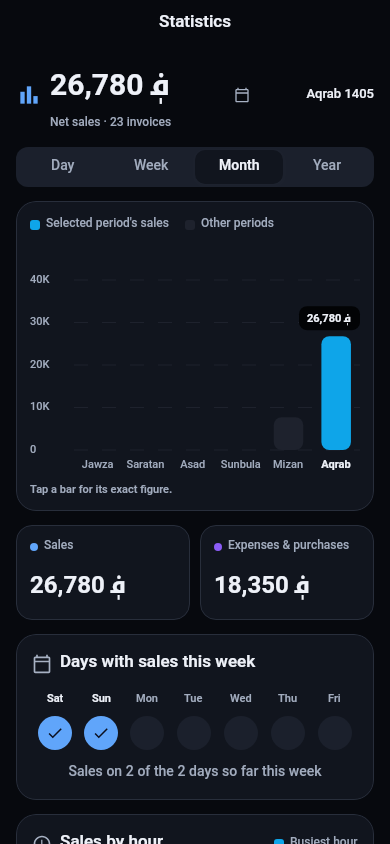 Statistics
26,780 ؋
Aqrab 1405
Net sales · 23 invoices
Day Week Month Year
Selected period's sales Other periods
40K
30K
26,780 ؋
20K
10K
0
Jawza Saratan Asad Sunbula Mizan Aqrab
Tap a bar for its exact figure.
Sales
26,780 ؋
Expenses & purchases
18,350 ؋
Days with sales this week
Sat Sun Mon Tue Wed Thu Fri
Sales on 2 of the 2 days so far this week
Sales by hour
Busiest hour